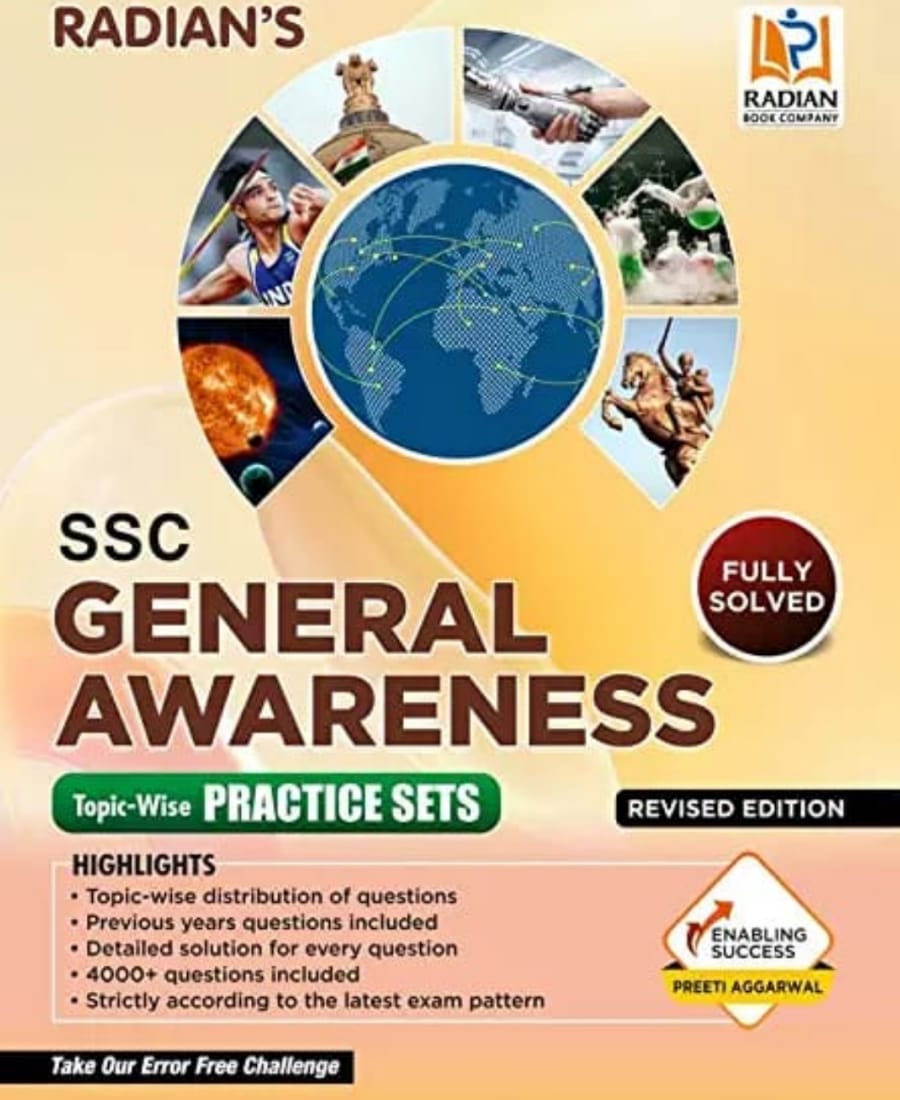 RADIAN'S
RADIAN
BOOK COMPANY
IND
SSC
GENERAL
AWARENESS
FULLY
SOLVED
Topic-Wise PRACTICE SETS
REVISED EDITION
HIGHLIGHTS
• Topic-wise distribution of questions
• Previous years questions included
• Detailed solution for every question
• 4000+ questions included
• Strictly according to the latest exam pattern
ENABLING
SUCCESS
PREETI AGGARWAL
Take Our Error Free Challenge